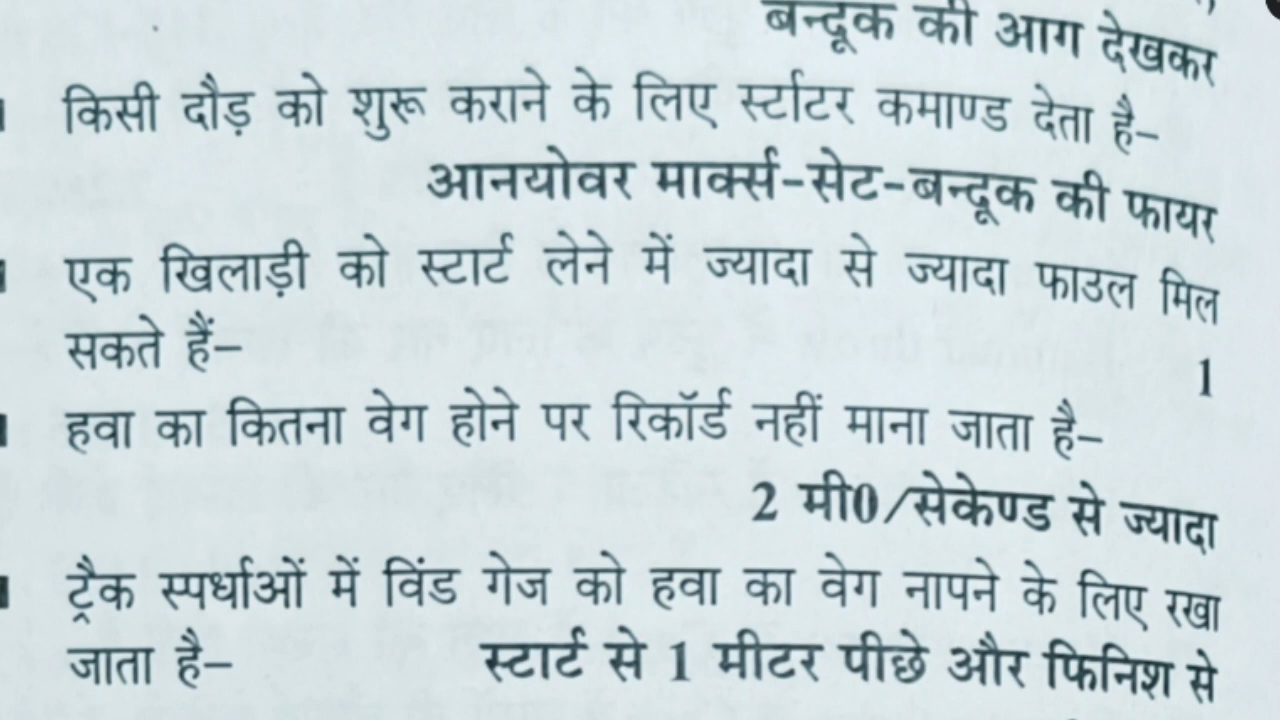 बन्दूक की आग देखकर
किसी दौड़ को शुरू कराने के लिए र्स्टाटर कमाण्ड देता है–
आनयोवर मार्क्स-सेट-बन्दूक की फायर
एक खिलाड़ी को स्टार्ट लेने में ज्यादा से ज्यादा फाउल मिल
सकते हैं– 1
हवा का कितना वेग होने पर रिकॉर्ड नहीं माना जाता है–
2 मी0/सेकेण्ड से ज्यादा
ट्रैक स्पर्धाओं में विंड गेज को हवा का वेग नापने के लिए रखा
जाता है– स्टार्ट से 1 मीटर पीछे और फिनिश से